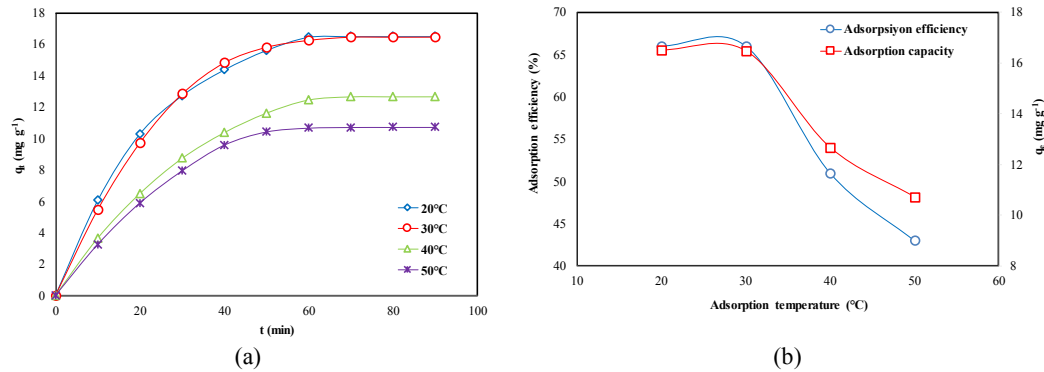 18
16
14
12
10
8
6
4
2
0
qt (mg g-1)
20°C
30°C
40°C
50°C
0 20 40 60 80 100
t (min)
(a)
70
65
60
55
50
45
40
Adsorption efficiency (%)
Adsorpsiyon efficiency
Adsorption capacity
18
16
14
12
10
8
qe (mg g-1)
10 20 30 40 50 60
Adsorption temperature (°C)
(b)